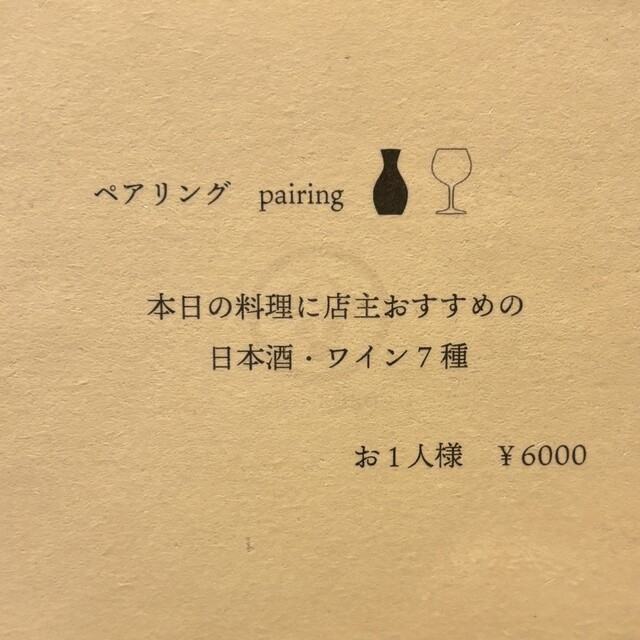 ペアリング pairing
本日の料理に店主おすすめの
日本酒・ワイン7種
お1人様 ¥6000